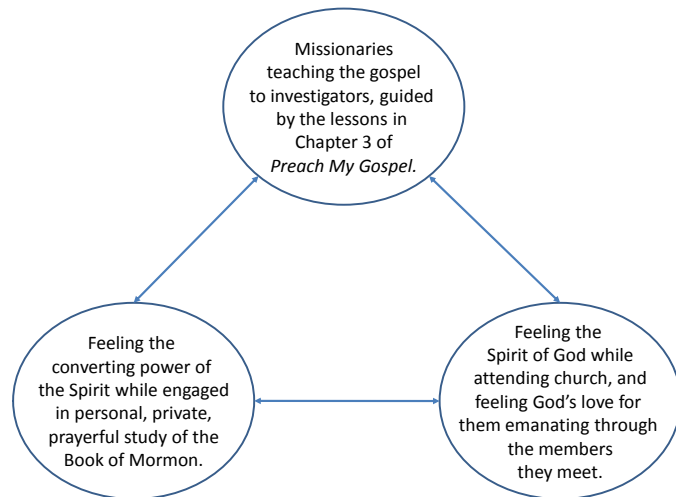 Missionaries
teaching the gospel
to investigators, guided
by the lessons in
Chapter 3 of
Preach My Gospel.
Feeling the
converting power of
the Spirit while engaged
in personal, private,
prayerful study of the
Book of Mormon.
Feeling the
Spirit of God while
attending church, and
feeling God’s love for
them emanating through
the members
they meet.